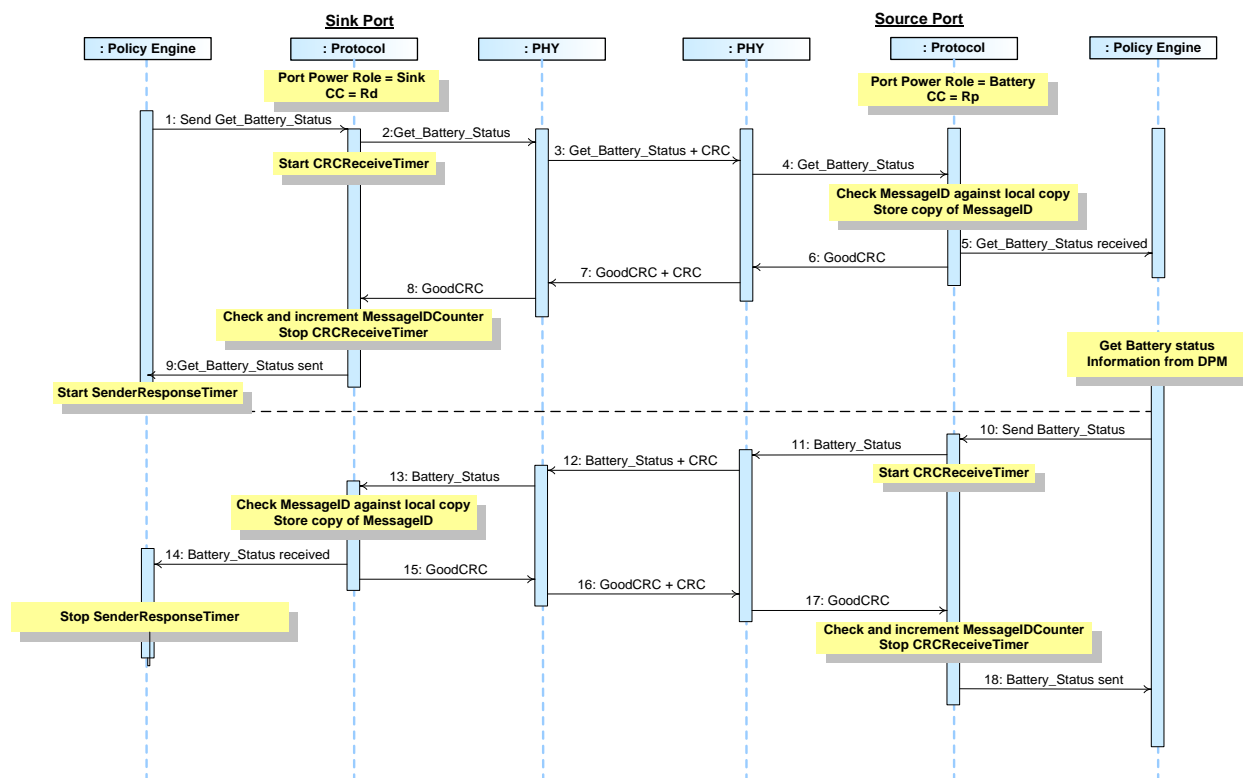 Sink Port
Source Port
: Policy Engine
: Protocol
: PHY
: PHY
: Protocol
: Policy Engine
Port Power Role = Sink
CC = Rd
Port Power Role = Battery
CC = Rp
1: Send Get_Battery_Status
2:Get_Battery_Status
Start CRCReceiveTimer
3: Get_Battery_Status + CRC
4: Get_Battery_Status
Check MessageID against local copy
Store copy of MessageID
5: Get_Battery_Status received
6: GoodCRC
7: GoodCRC + CRC
8: GoodCRC
Check and increment MessageIDCounter
Stop CRCReceiveTimer
9:Get_Battery_Status sent
Start SenderResponseTimer
Get Battery status
Information from DPM
10: Send Battery_Status
11: Battery_Status
Start CRCReceiveTimer
12: Battery_Status + CRC
13: Battery_Status
Check MessageID against local copy
Store copy of MessageID
14: Battery_Status received
15: GoodCRC
16: GoodCRC + CRC
17: GoodCRC
Stop SenderResponseTimer
Check and increment MessageIDCounter
Stop CRCReceiveTimer
18: Battery_Status sent